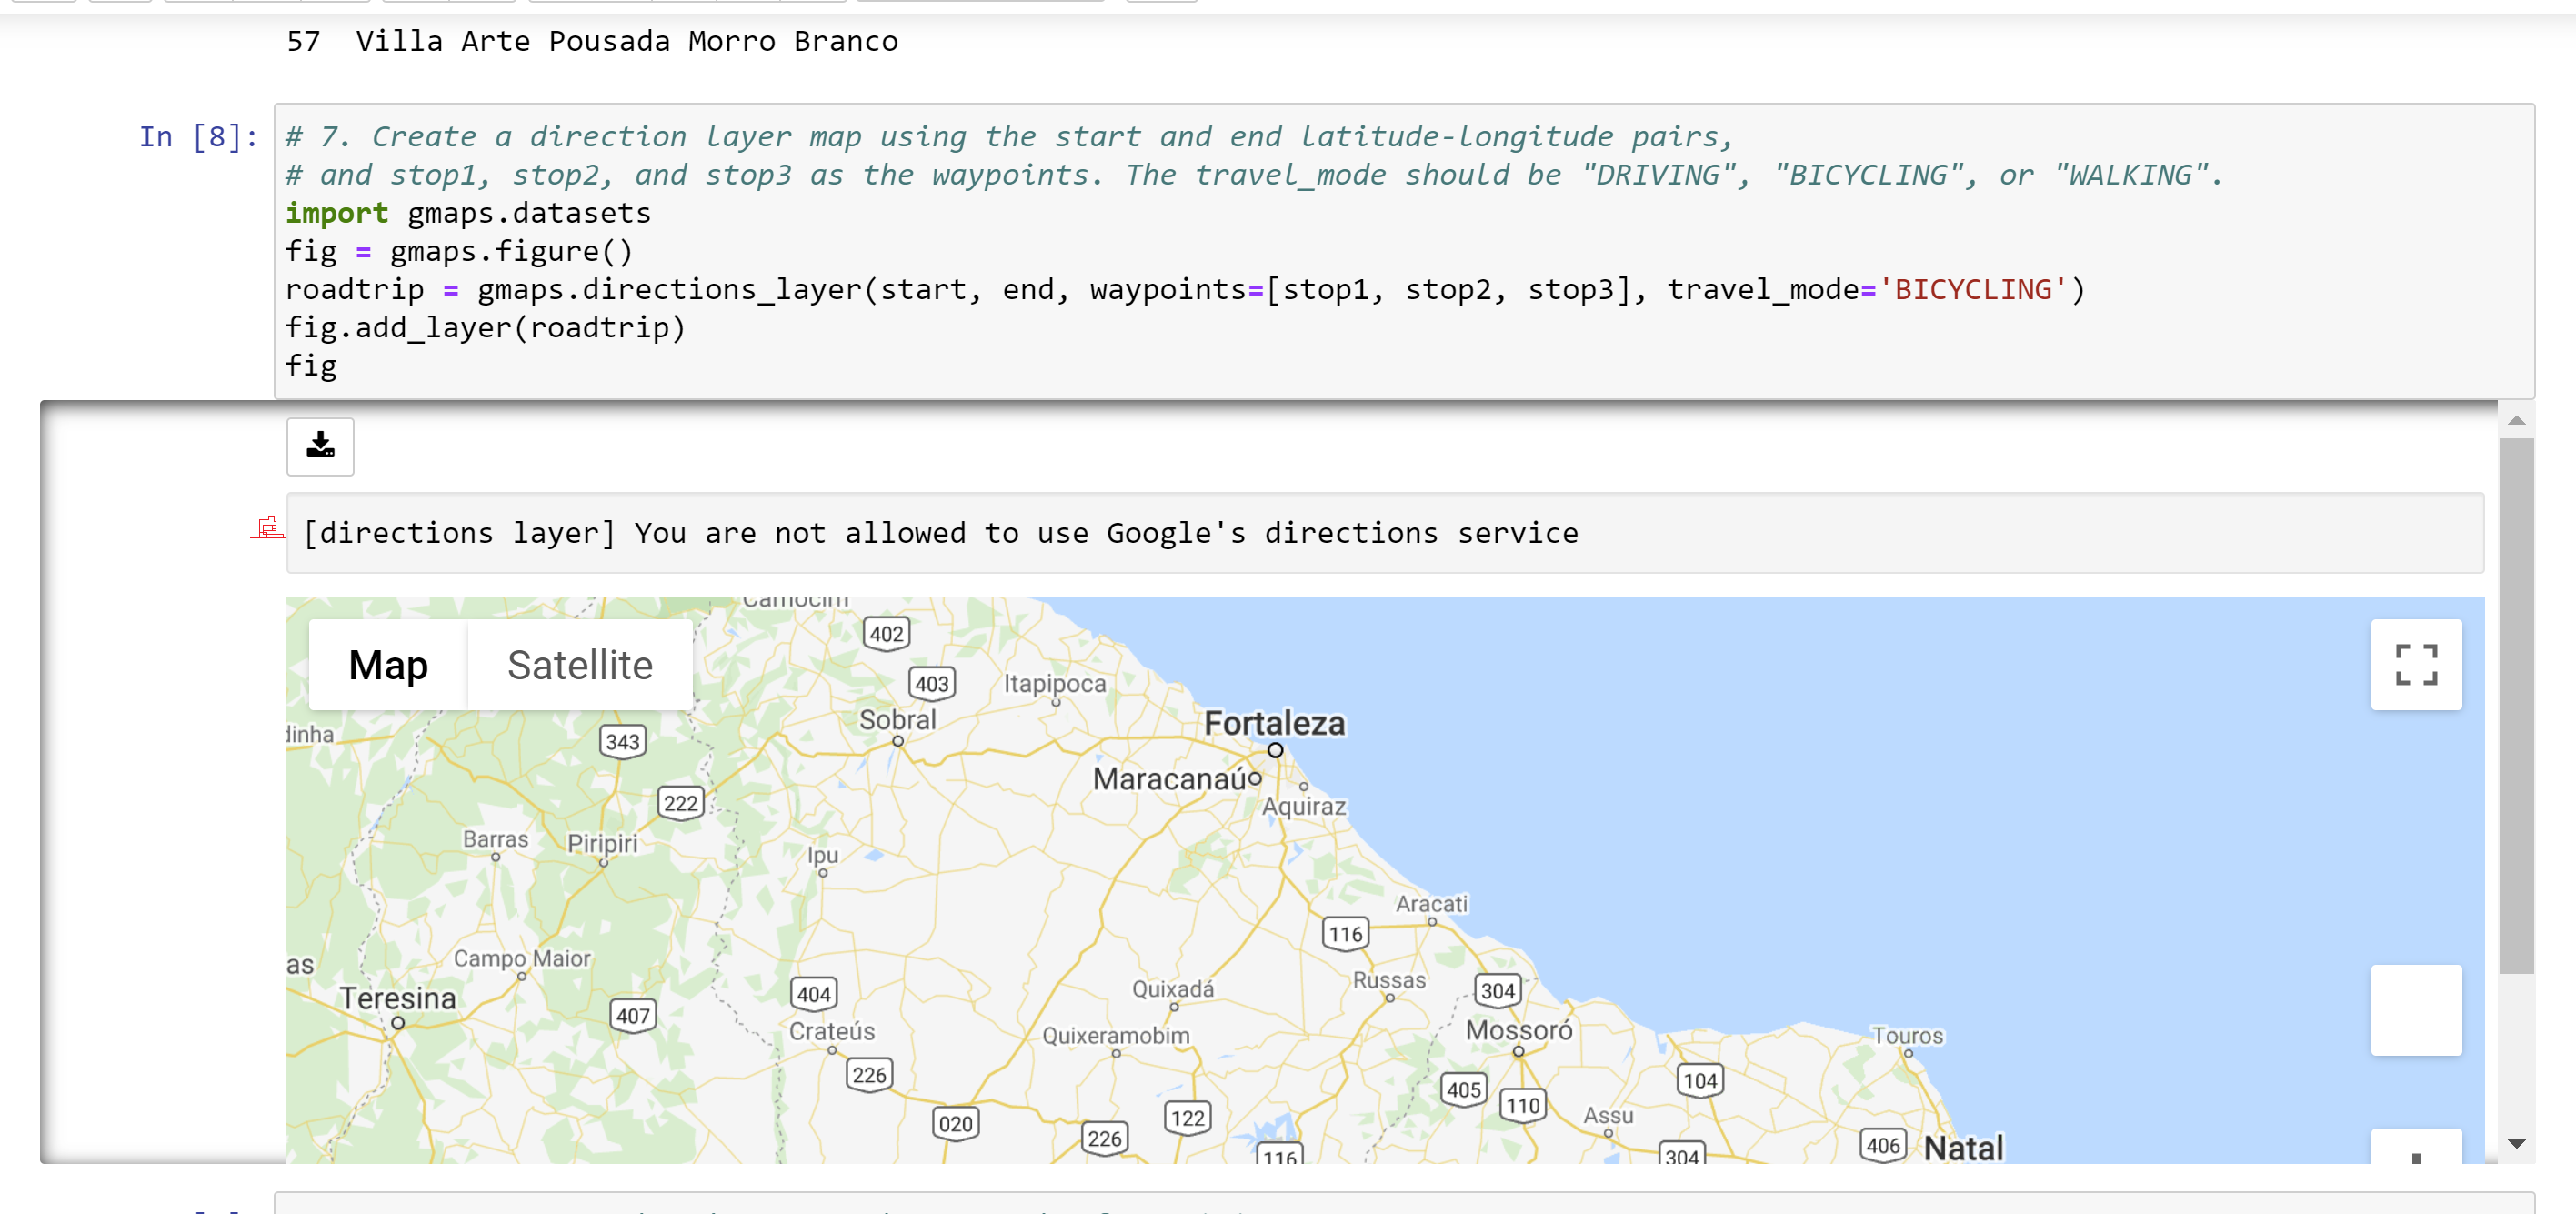 57 Villa Arte Pousada Morro Branco
In [8]:
# 7. Create a direction layer map using the start and end latitude-longitude pairs,
# and stop1, stop2, and stop3 as the waypoints. The travel_mode should be "DRIVING", "BICYCLING", or "WALKING".
import gmaps.datasets
fig = gmaps.figure()
roadtrip = gmaps.directions_layer(start, end, waypoints=[stop1, stop2, stop3], travel_mode='BICYCLING')
fig.add_layer(roadtrip)
fig
[directions layer] You are not allowed to use Google's directions service
Camocim
402
Map Satellite
403 Itapipoca
Sobral
Fortaleza
dinha
343
Maracanaú
222
Aquiraz
Barras Piripiri
Ipu
Aracati
116
Campo Maior
as
Quixadá
Russas
304
Teresina
404
407
Crateús
Quixeramobim
Mossoró
Touros
226
405
104
110
Assu
020
122
226
116
304
406
Natal